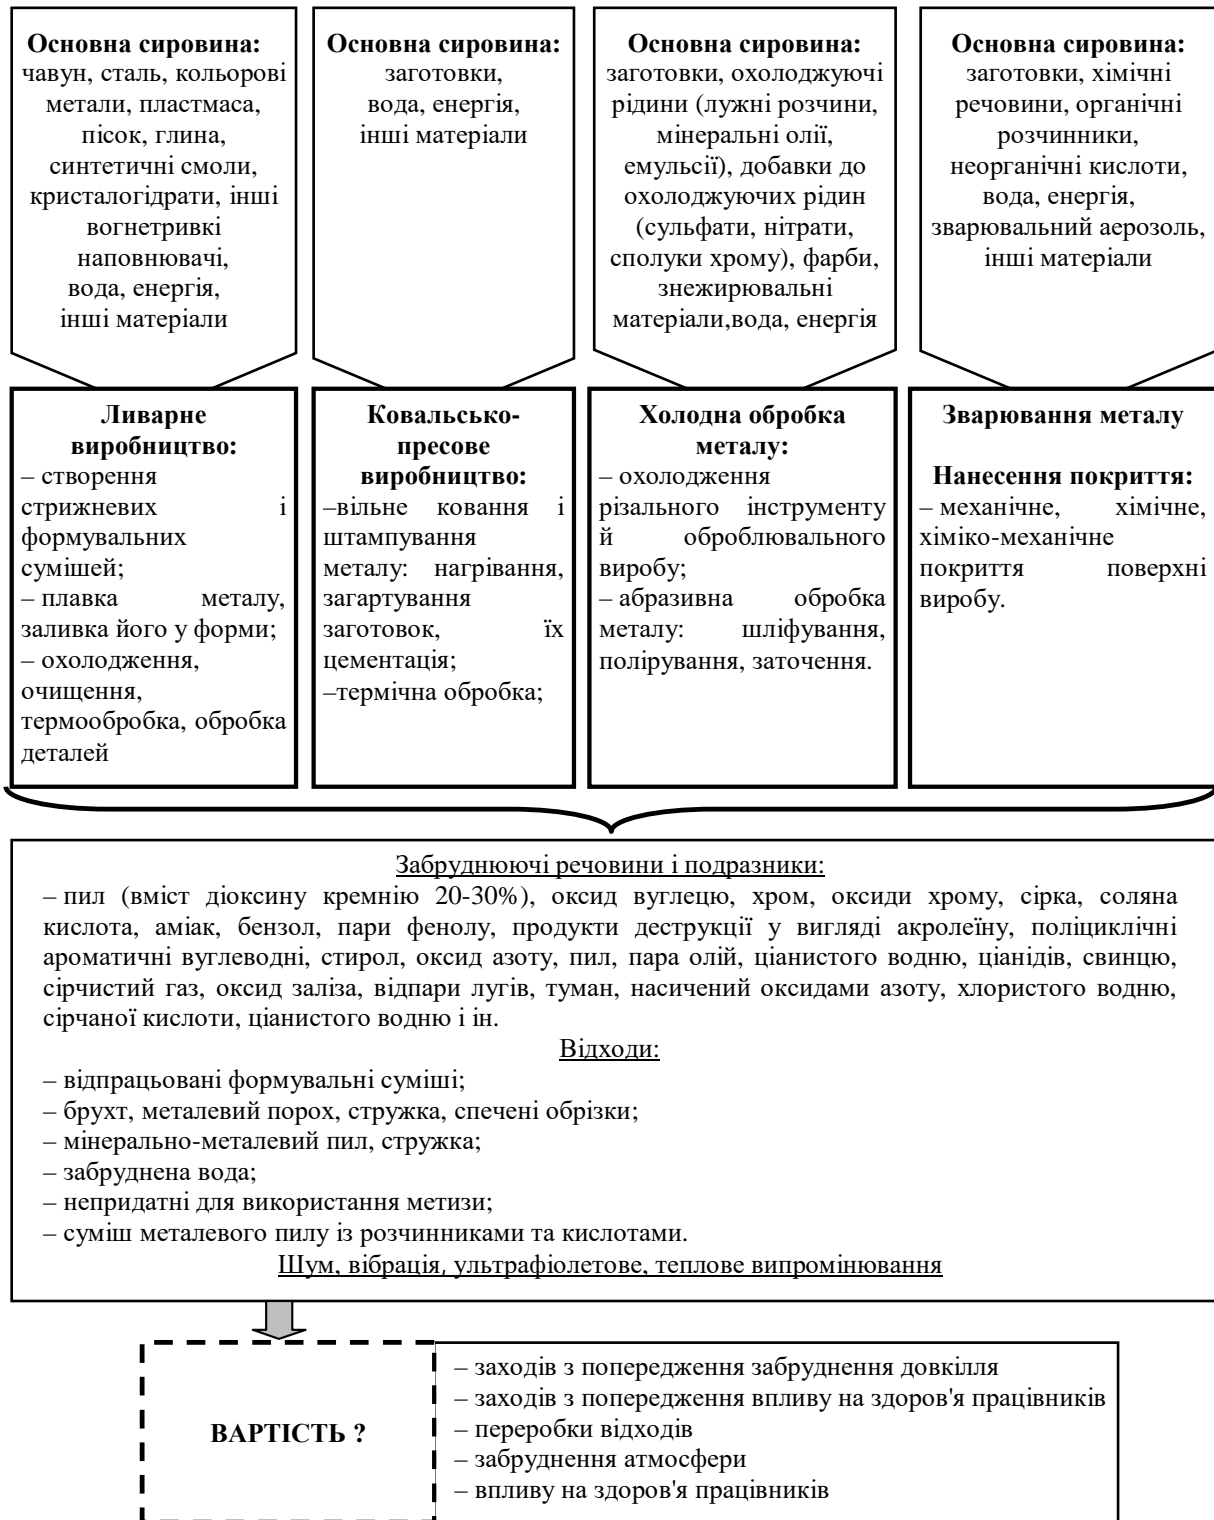 Основна сировина:
чавун, сталь, кольорові
метали, пластмаса,
пісок, глина,
синтетичні смоли,
кристалогідрати, інші
вогнетривкі
наповнювачі,
вода, енергія,
інші матеріали
Основна сировина:
заготовки,
вода, енергія,
інші матеріали
Основна сировина:
заготовки, охолоджуючі
рідини (лужні розчини,
мінеральні олії,
емульсії), добавки до
охолоджуючих рідин
(сульфати, нітрати,
сполуки хрому), фарби,
знежирювальні
матеріали,вода, енергія
Основна сировина:
заготовки, хімічні
речовини, органічні
розчинники,
неорганічні кислоти,
вода, енергія,
зварювальний аерозоль,
інші матеріали
Ливарне
виробництво:
– створення
стрижневих і
формувальних
сумішей;
– плавка металу,
заливка його у форми;
– охолодження,
очищення,
термообробка, обробка
деталей
Ковальсько-
пресове
виробництво:
–вільне ковання і
штампування
металу: нагрівання,
загартування
заготовок, їх
цементація;
–термічна обробка;
Холодна обробка
металу:
– охолодження
різального інструменту
й оброблювального
виробу;
– абразивна обробка
металу: шліфування,
полірування, заточення.
Зварювання металу
Нанесення покриття:
– механічне, хімічне,
хіміко-механічне
покриття поверхні
виробу.
Забруднюючі речовини і подразники:
– пил (вміст діоксину кремнію 20-30%), оксид вуглецю, хром, оксиди хрому, сірка, соляна
кислота, аміак, бензол, пари фенолу, продукти деструкції у вигляді акролеїну, поліциклічні
ароматичні вуглеводні, стирол, оксид азоту, пил, пара олій, ціанистого водню, ціанідів, свинцю,
сірчистий газ, оксид заліза, відпари лугів, туман, насичений оксидами азоту, хлористого водню,
сірчаної кислоти, ціанистого водню і ін.
Відходи:
– відпрацьовані формувальні суміші;
– брухт, металевий порох, стружка, спечені обрізки;
– мінерально-металевий пил, стружка;
– забруднена вода;
– непридатні для використання метизи;
– суміш металевого пилу із розчинниками та кислотами.
Шум, вібрація, ультрафіолетове, теплове випромінювання
ВАРТІСТЬ ?
– заходів з попередження забруднення довкілля
– заходів з попередження впливу на здоров'я працівників
– переробки відходів
– забруднення атмосфери
– впливу на здоров'я працівників